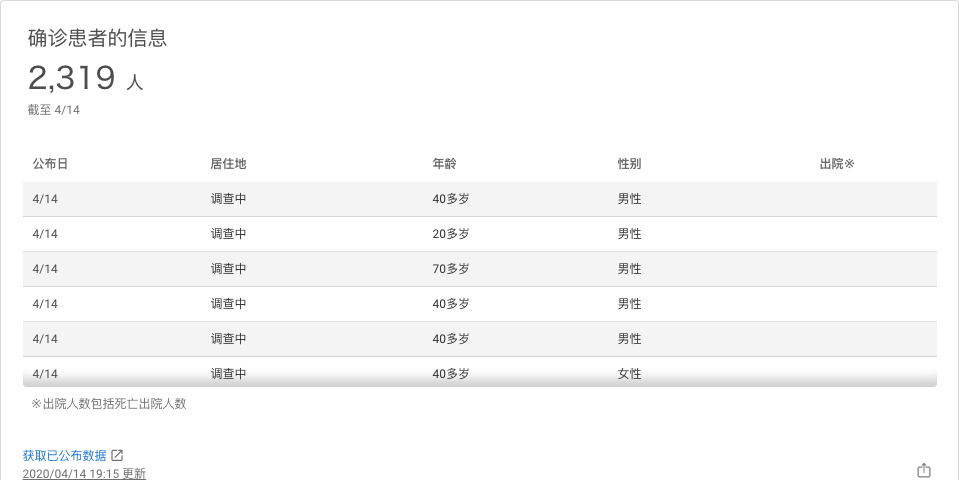 确诊患者的信息
2,319 人
截至 4/14
公布日 居住地 年龄 性别 出院※
4/14 调查中 40多岁 男性
4/14 调查中 20多岁 男性
4/14 调查中 70多岁 男性
4/14 调查中 40多岁 男性
4/14 调查中 40多岁 男性
4/14 调查中 40多岁 女性
※出院人数包括死亡出院人数
获取已公布数据
2020/04/14 19:15 更新